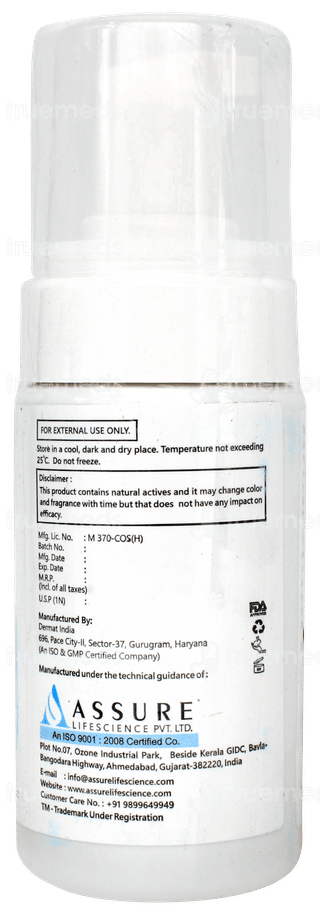 FOR EXTERNAL USE ONLY.
Store in a cool, dark and dry place. Temperature not exceeding
25°C. Do not freeze.
Disclaimer :
This product contains natural actives and it may change color
and fragrance with time but that does not have any impact on
efficacy.
Mfg. Lic. No. : M 370-COS(H)
Batch No. :
Mfg. Date :
Exp. Date :
M.R.P. :
(Incl. of all taxes)
U.S.P (1N) :
Manufactured By:
Dermat India
696, Pace City-II, Sector-37, Gurugram, Haryana
(An ISO & GMP Certified Company)
FDA
Manufactured under the technical guidance of :
ASSURE
LIFESCIENCE PVT. LTD.
An ISO 9001 : 2008 Certified Co.
Plot No.07, Ozone Industrial Park, Beside Kerala GIDC, Bavla-
Bangodara Highway, Ahmedabad, Gujarat-382220, India
E-mail : info@assurelifescience.com
Website : www.assurelifescience.com
Customer Care No. : +91 9899649949
TM - Trademark Under Registration